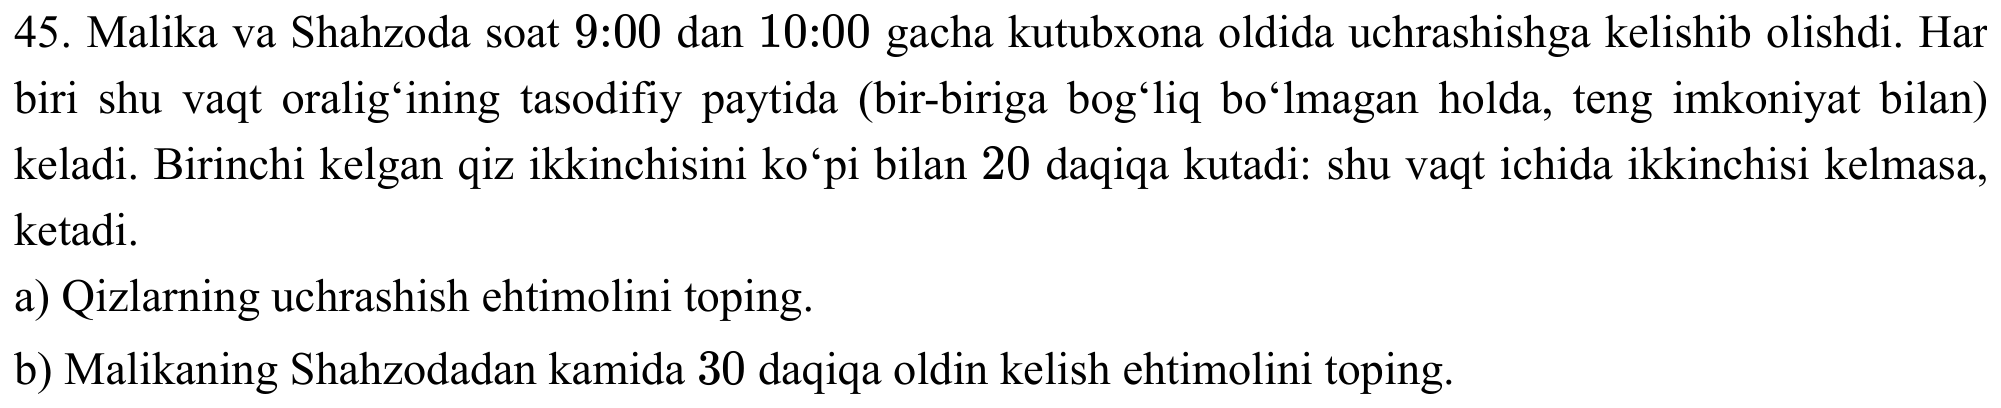 45. Malika va Shahzoda soat 9:00 dan 10:00 gacha kutubxona oldida uchrashishga kelishib olishdi. Har
biri shu vaqt oralig‘ining tasodifiy paytida (bir-biriga bog‘liq bo‘lmagan holda, teng imkoniyat bilan)
keladi. Birinchi kelgan qiz ikkinchisini ko‘pi bilan 20 daqiqa kutadi: shu vaqt ichida ikkinchisi kelmasa,
ketadi.
a) Qizlarning uchrashish ehtimolini toping.
b) Malikaning Shahzodadan kamida 30 daqiqa oldin kelish ehtimolini toping.